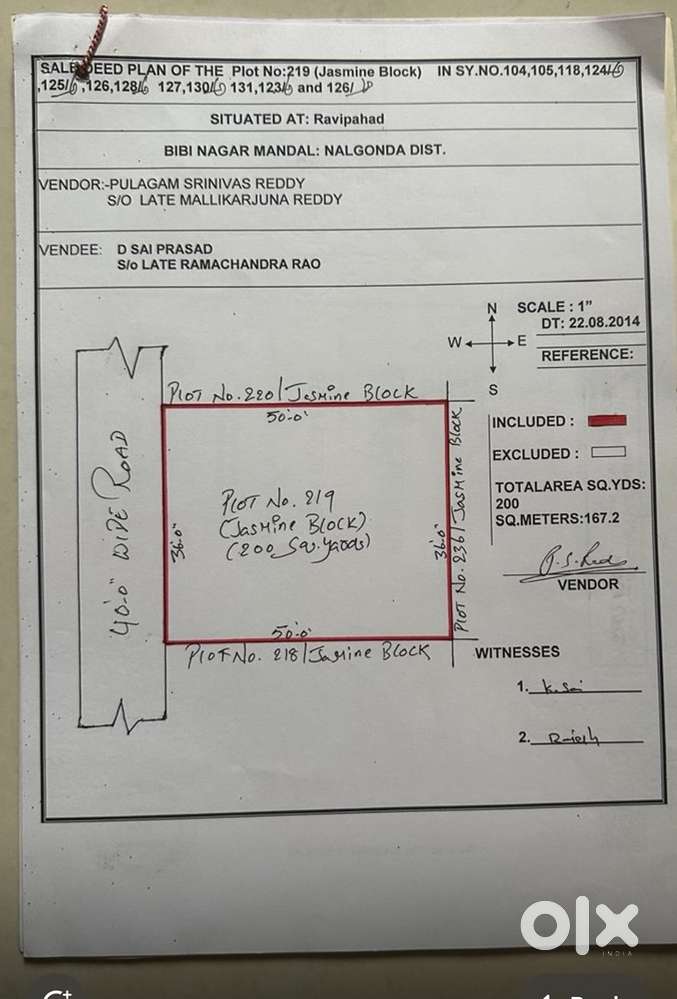 SALE DEED PLAN OF THE Plot No:219 (Jasmine Block) IN SY.NO.104,105,118,124/
,125/ ,126,128/ 127,130/ 131,123/ and 126/
SITUATED AT: Ravipahad
BIBI NAGAR MANDAL: NALGONDA DIST.
VENDOR:-PULAGAM SRINIVAS REDDY
S/O LATE MALLIKARJUNA REDDY
VENDEE: D SAI PRASAD
S/o LATE RAMACHANDRA RAO
N
W E
S
SCALE : 1"
DT: 22.08.2014
REFERENCE:
INCLUDED :
EXCLUDED :
TOTALAREA SQ.YDS:
200
SQ.METERS:167.2
PLOT No. 220/Jasmine Block
50'.0"
40'.0" WIDE ROAD
36'.0"
PLOT No. 219
(Jasmine Block)
(200 Sq.yards)
36'.0"
PLOT No. 236/Jasmine Block
50'.0"
PLOT No. 218/Jasmine Block
VENDOR
WITNESSES
1. K. Sai
2.
olx
INDIA